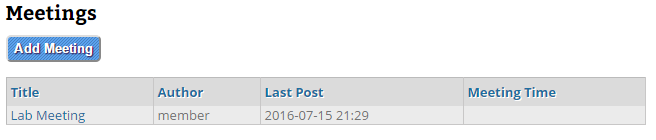 Meetings
Add Meeting
Title Author Last Post Meeting Time
Lab Meeting member 2016-07-15 21:29